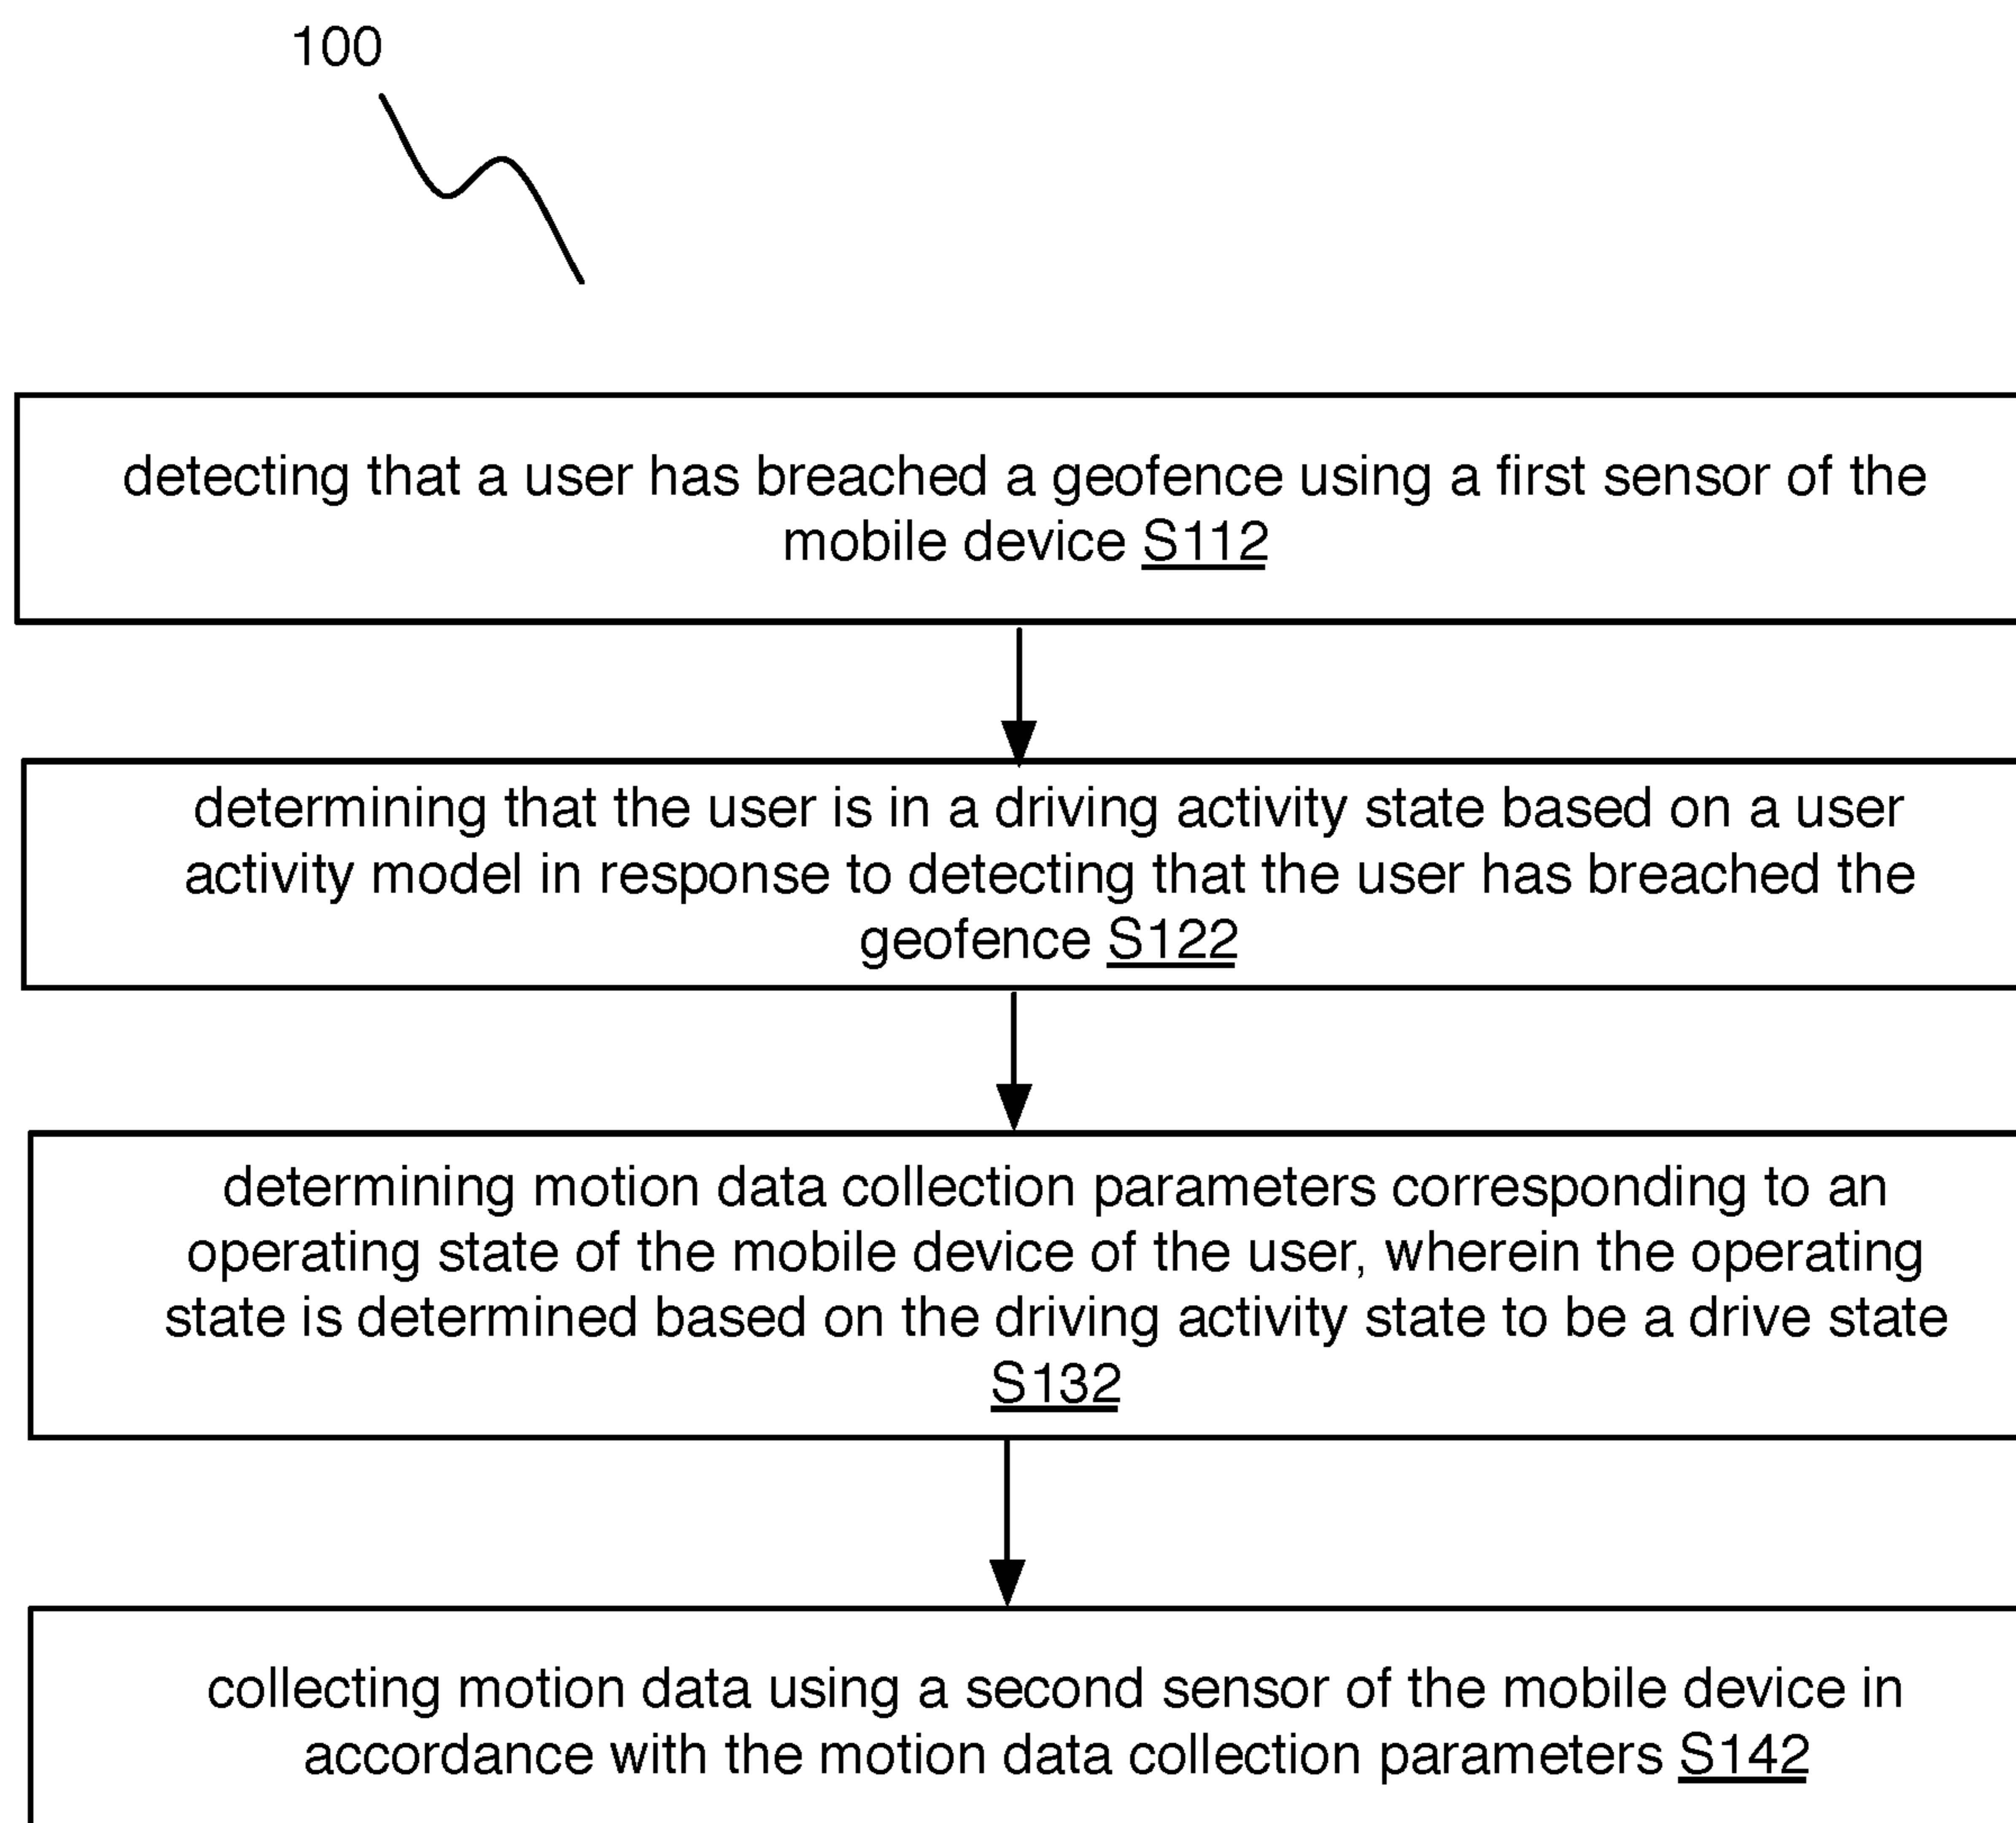 100
detecting that a user has breached a geofence using a first sensor of the
mobile device S112
determining that the user is in a driving activity state based on a user
activity model in response to detecting that the user has breached the
geofence S122
determining motion data collection parameters corresponding to an
operating state of the mobile device of the user, wherein the operating
state is determined based on the driving activity state to be a drive state
S132
collecting motion data using a second sensor of the mobile device in
accordance with the motion data collection parameters S142